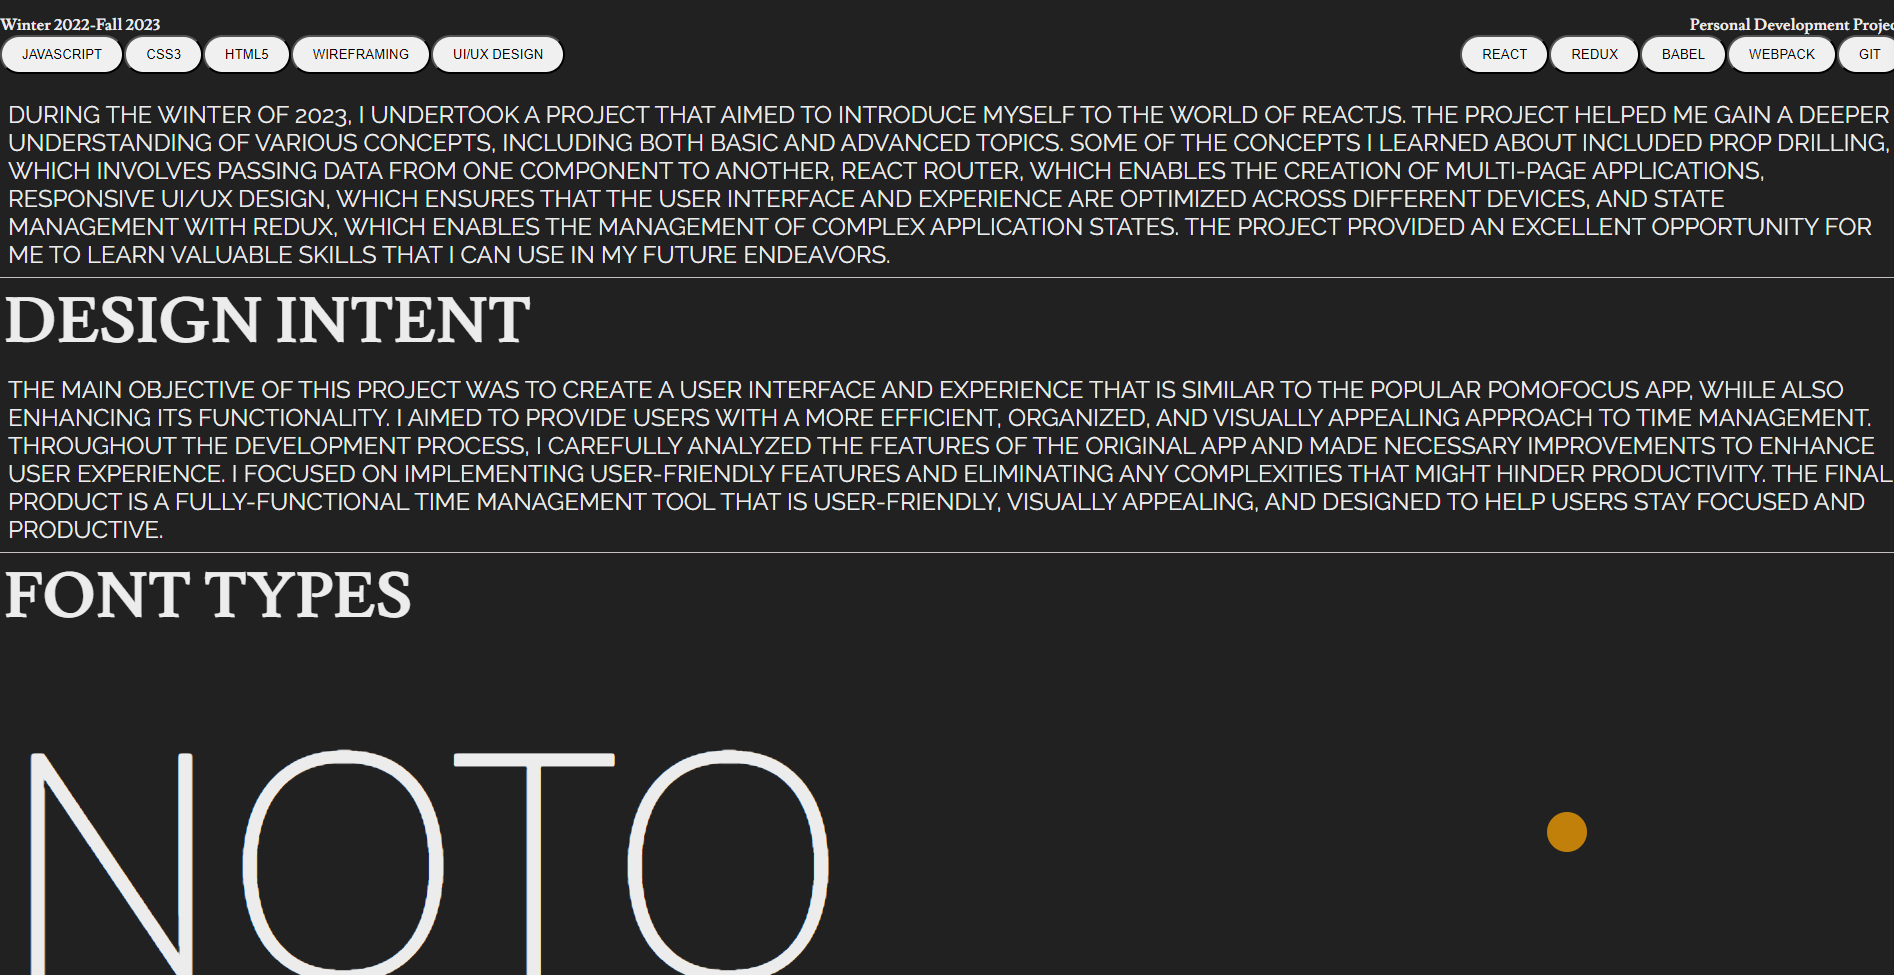 Winter 2022-Fall 2023
Personal Development Projec
JAVASCRIPT CSS3 HTML5 WIREFRAMING UI/UX DESIGN
REACT REDUX BABEL WEBPACK GIT
DURING THE WINTER OF 2023, I UNDERTOOK A PROJECT THAT AIMED TO INTRODUCE MYSELF TO THE WORLD OF REACTJS. THE PROJECT HELPED ME GAIN A DEEPER
UNDERSTANDING OF VARIOUS CONCEPTS, INCLUDING BOTH BASIC AND ADVANCED TOPICS. SOME OF THE CONCEPTS I LEARNED ABOUT INCLUDED PROP DRILLING,
WHICH INVOLVES PASSING DATA FROM ONE COMPONENT TO ANOTHER, REACT ROUTER, WHICH ENABLES THE CREATION OF MULTI-PAGE APPLICATIONS,
RESPONSIVE UI/UX DESIGN, WHICH ENSURES THAT THE USER INTERFACE AND EXPERIENCE ARE OPTIMIZED ACROSS DIFFERENT DEVICES, AND STATE
MANAGEMENT WITH REDUX, WHICH ENABLES THE MANAGEMENT OF COMPLEX APPLICATION STATES. THE PROJECT PROVIDED AN EXCELLENT OPPORTUNITY FOR
ME TO LEARN VALUABLE SKILLS THAT I CAN USE IN MY FUTURE ENDEAVORS.
DESIGN INTENT
THE MAIN OBJECTIVE OF THIS PROJECT WAS TO CREATE A USER INTERFACE AND EXPERIENCE THAT IS SIMILAR TO THE POPULAR POMOFOCUS APP, WHILE ALSO
ENHANCING ITS FUNCTIONALITY. I AIMED TO PROVIDE USERS WITH A MORE EFFICIENT, ORGANIZED, AND VISUALLY APPEALING APPROACH TO TIME MANAGEMENT.
THROUGHOUT THE DEVELOPMENT PROCESS, I CAREFULLY ANALYZED THE FEATURES OF THE ORIGINAL APP AND MADE NECESSARY IMPROVEMENTS TO ENHANCE
USER EXPERIENCE. I FOCUSED ON IMPLEMENTING USER-FRIENDLY FEATURES AND ELIMINATING ANY COMPLEXITIES THAT MIGHT HINDER PRODUCTIVITY. THE FINAL
PRODUCT IS A FULLY-FUNCTIONAL TIME MANAGEMENT TOOL THAT IS USER-FRIENDLY, VISUALLY APPEALING, AND DESIGNED TO HELP USERS STAY FOCUSED AND
PRODUCTIVE.
FONT TYPES
NOTO